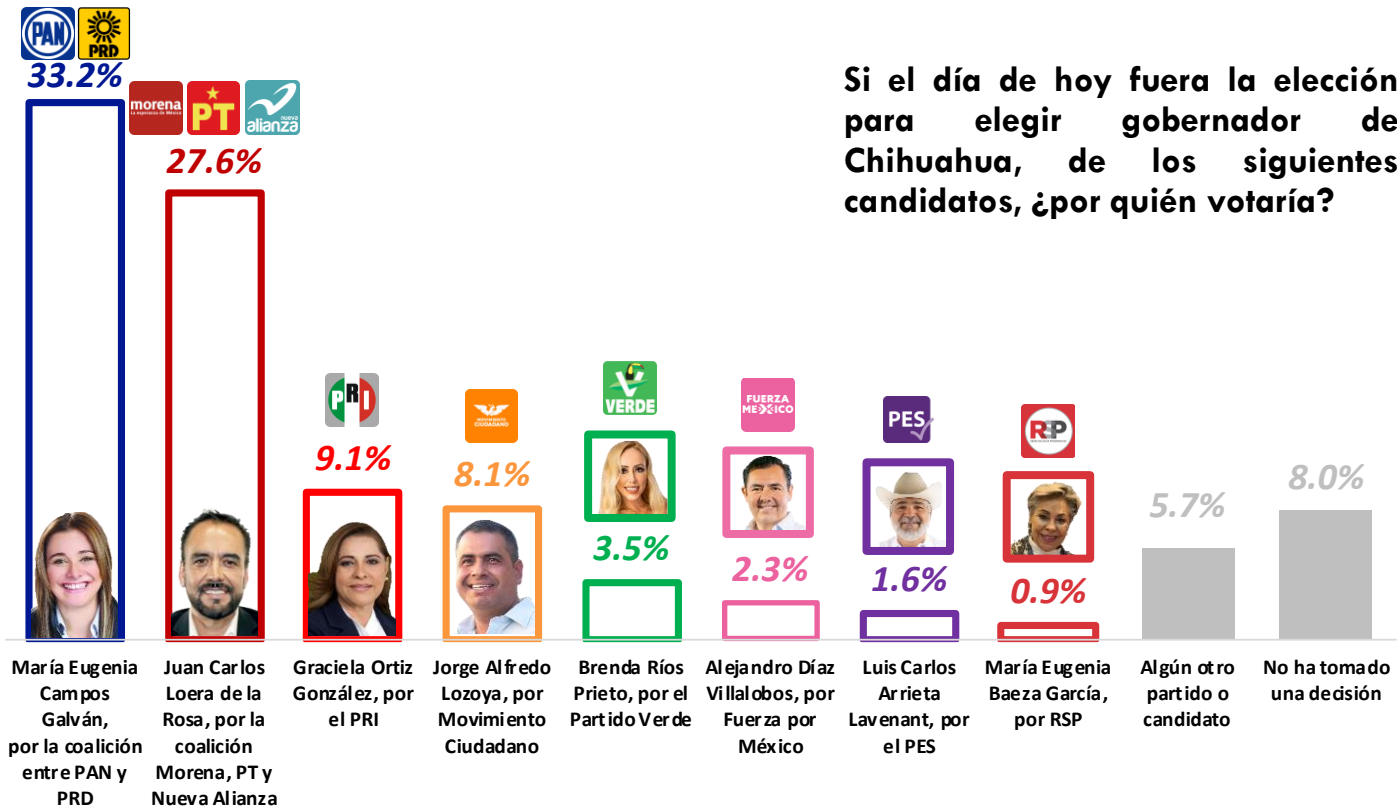 PAN
PRD
33.2%
morena
La esperanza de México
PT
nueva
alianza
27.6%
Si el día de hoy fuera la elección
para elegir gobernador de
Chihuahua, de los siguientes
candidatos, ¿por quién votaría?
PRI
9.1%
CIUDADANO
8.1%
VERDE
3.5%
FUERZA
MEXICO
2.3%
PES
1.6%
RSP
0.9%
5.7%
8.0%
María Eugenia
Campos
Galván,
por la coalición
entre PAN y
PRD
Juan Carlos
Loera de la
Rosa, por la
coalición
Morena, PT y
Nueva Alianza
Graciela Ortiz
González, por
el PRI
Jorge Alfredo
Lozoya, por
Movimiento
Ciudadano
Brenda Ríos
Prieto, por el
Partido Verde
Alejandro Díaz
Villalobos, por
Fuerza por
México
Luis Carlos
Arrieta
Lavenant, por
el PES
María Eugenia
Baeza García,
por RSP
Algún otro
partido o
candidato
No ha tomado
una decisión